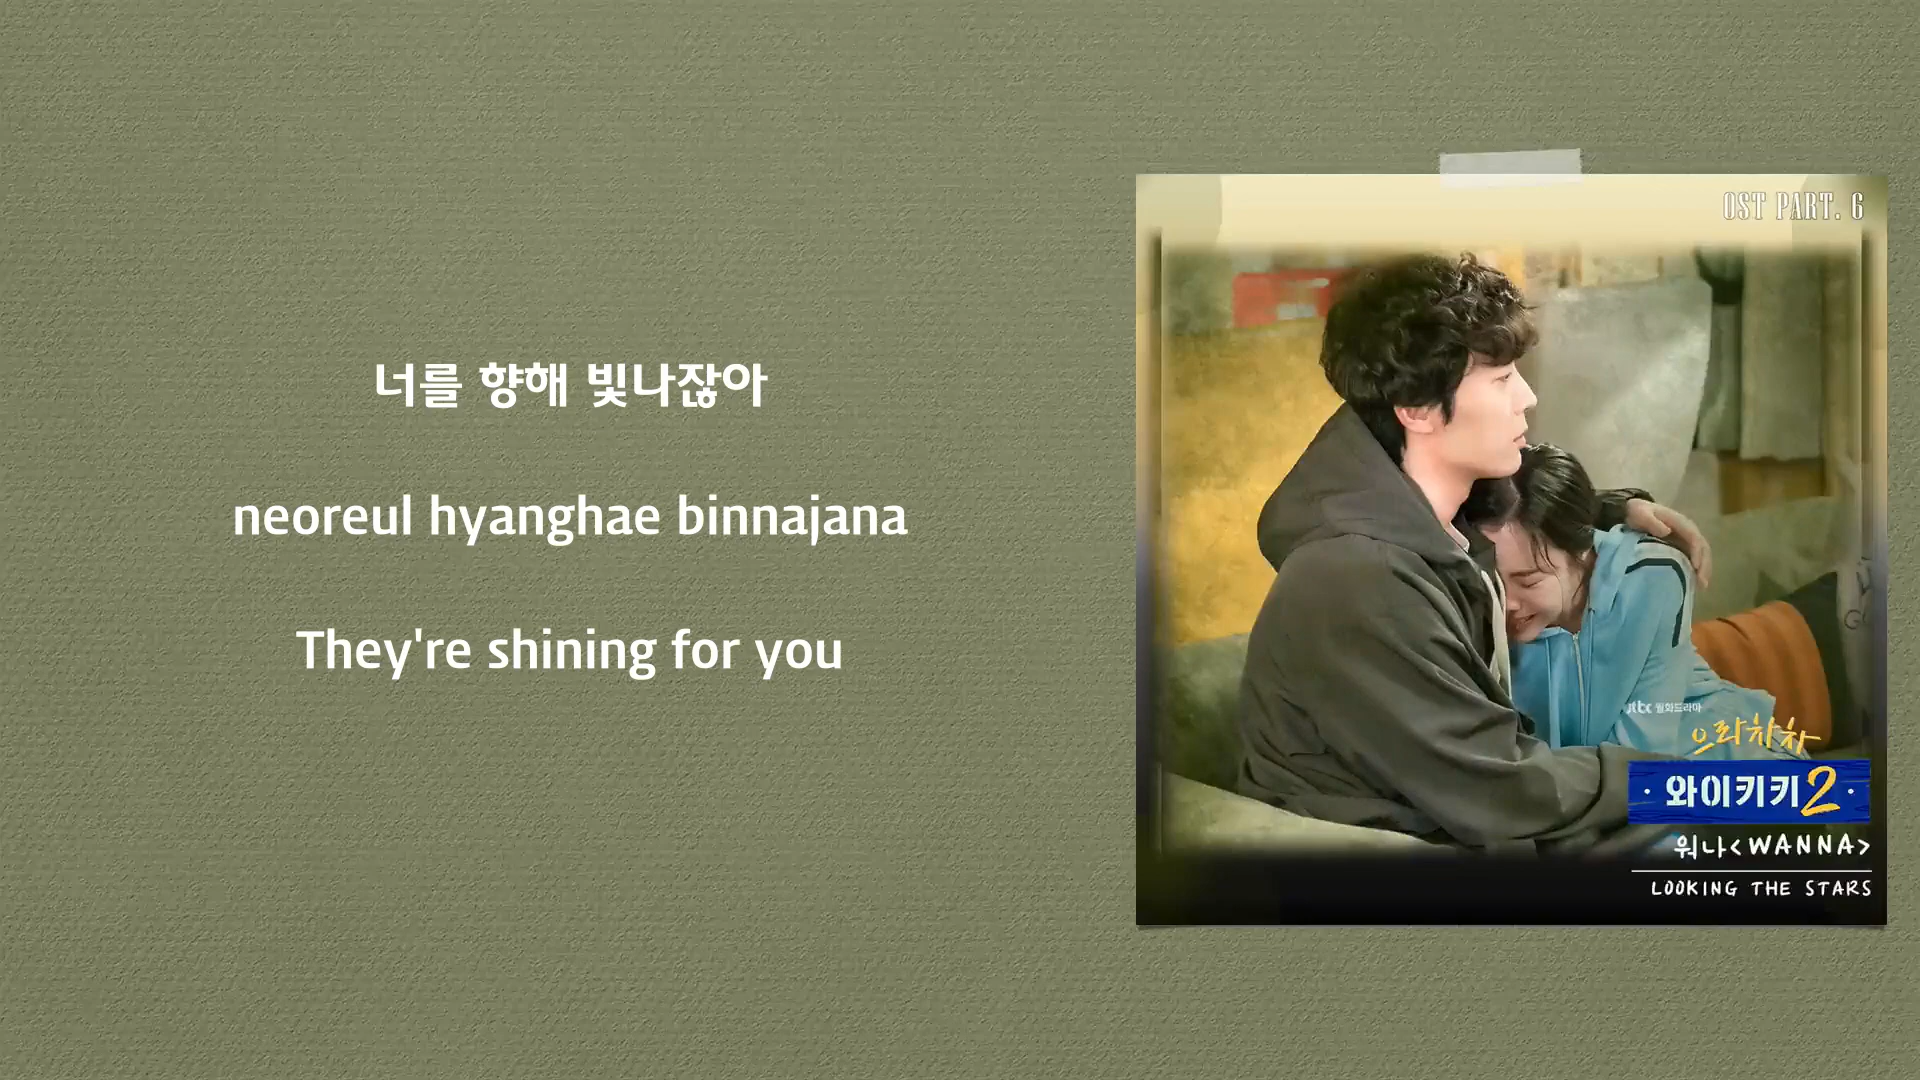 너를 향해 빛나잖아
neoreul hyanghae binnajana
They're shining for you
OST PART. 6
jtbc 월화드라마
으라차차
와이키키2
워나<WANNA>
LOOKING THE STARS